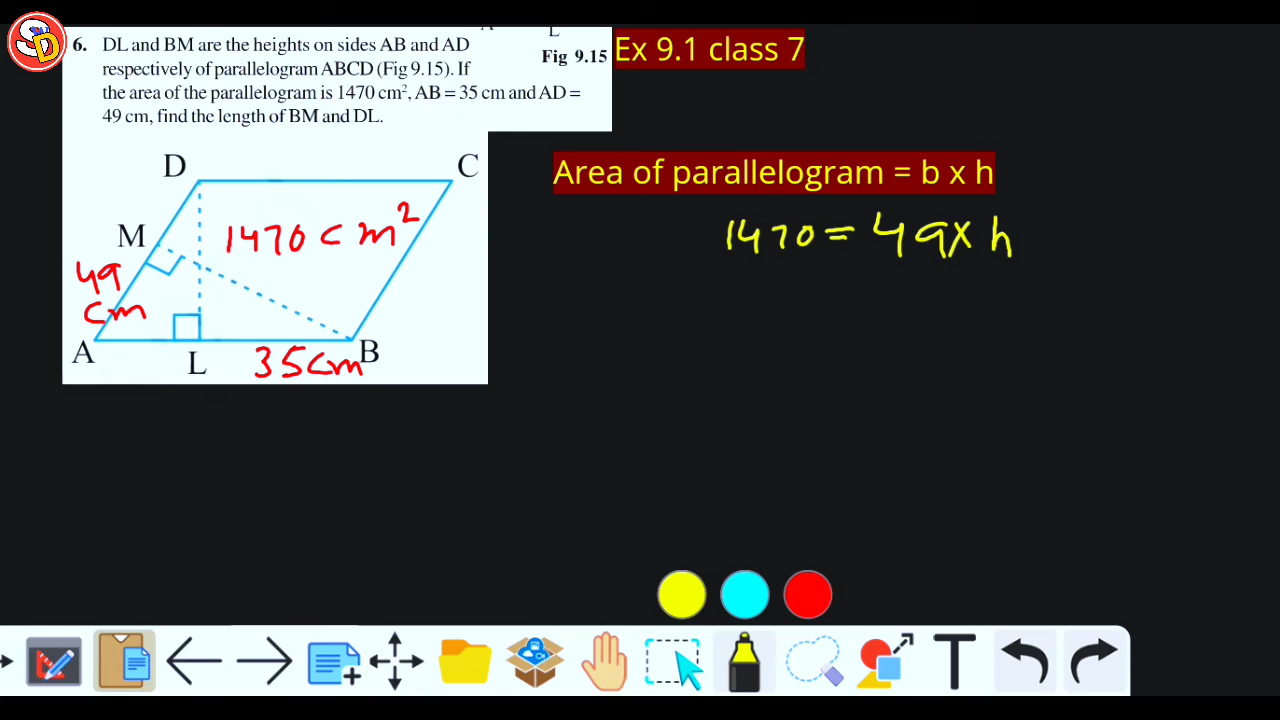 SD
6. DL and BM are the heights on sides AB and AD
respectively of parallelogram ABCD (Fig 9.15). If
the area of the parallelogram is 1470 cm², AB = 35 cm and AD =
49 cm, find the length of BM and DL.
L
Fig 9.15
Ex 9.1 class 7
Area of parallelogram = b x h
1470 = 49 x h
D
C
M
1470 cm²
49
cm
A
L
35cm
B
T